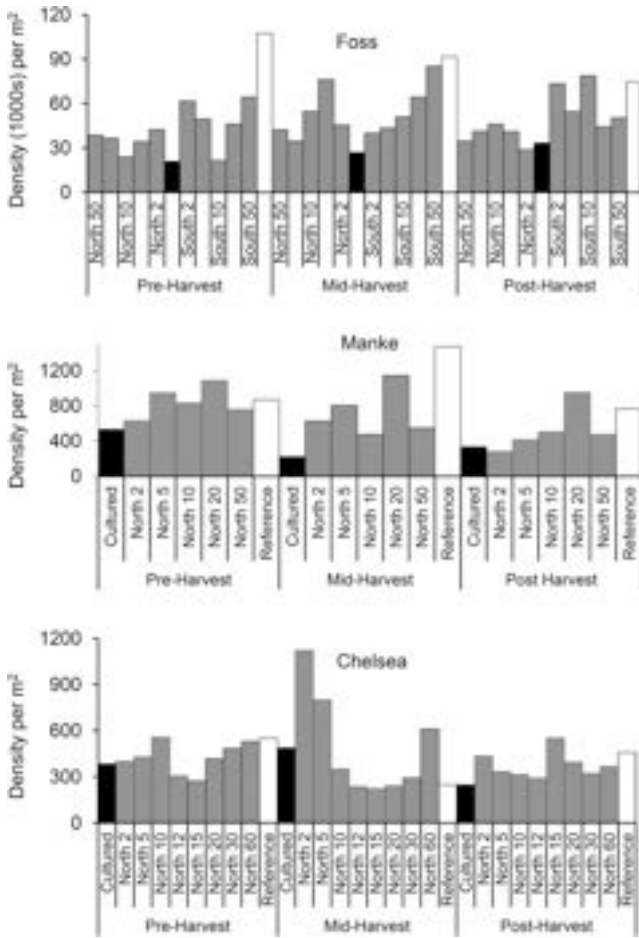 Foss
Density (1000s) per m²
120
90
60
30
0
North 50
North 10
North 2
South 2
South 10
South 50
North 50
North 10
North 2
South 2
South 10
South 50
North 50
North 10
North 2
South 2
South 10
South 50
Pre-Harvest
Mid-Harvest
Post-Harvest
Manke
Density per m²
1200
800
400
0
Cultured
North 2
North 5
North 10
North 20
North 50
Reference
Cultured
North 2
North 5
North 10
North 20
North 50
Reference
Cultured
North 2
North 5
North 10
North 20
North 50
Reference
Pre-Harvest
Mid-Harvest
Post Harvest
Chelsea
Density per m²
1200
900
600
300
0
Cultured
North 2
North 5
North 10
North 12
North 15
North 20
North 30
North 60
Reference
Cultured
North 2
North 5
North 10
North 12
North 15
North 20
North 30
North 60
Reference
Cultured
North 2
North 5
North 10
North 12
North 15
North 20
North 30
North 60
Reference
Pre-Harvest
Mid-Harvest
Post-Harvest